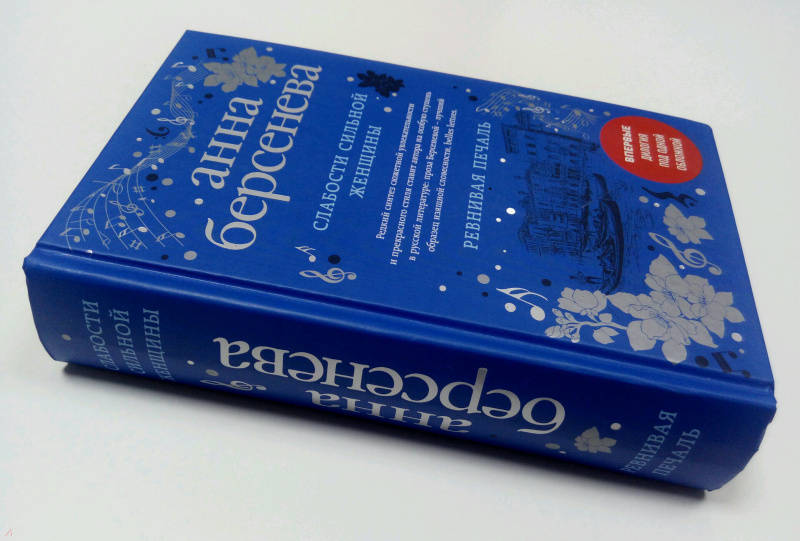 анна
берсенева
СЛАБОСТИ СИЛЬНОЙ
ЖЕНЩИНЫ
Редкий синтез сюжетной увлекательности
и прекрасного стиля ставит автора на особую ступень
в русской литературе: проза Берсеневой – лучший
образец изящной словесности, belles lettres.
РЕВНИВАЯ ПЕЧАЛЬ
ВПЕРВЫЕ
ДИЛОГИЯ
ПОД ОДНОЙ
ОБЛОЖКОЙ
СЛАБОСТИ
СИЛЬНОЙ
ЖЕНЩИНЫ
анна
берсенева
РЕВНИВАЯ
ПЕЧАЛЬ